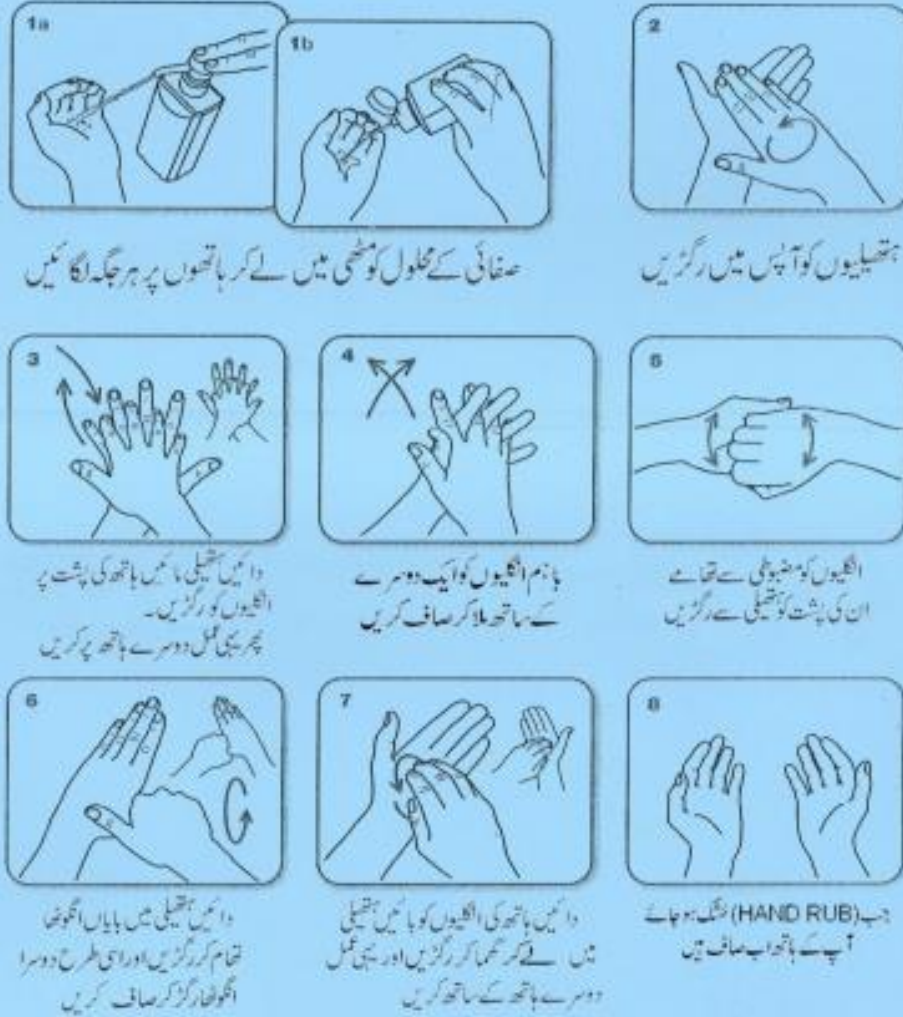 1a
1b
صفائی کے محلول کو مٹھی میں لے کر ہاتھوں پر ہر جگہ لگائیں
2
ہتھیلیوں کو آپس میں رگڑیں
3
دائیں ہتھیلی بائیں ہاتھ کی پشت پر
انگلیوں کو رگڑیں۔
پھر یہی عمل دوسرے ہاتھ پر کریں
4
باہم انگلیوں کو ایک دوسرے
کے ساتھ ملا کر صاف کریں
5
انگلیوں کو مضبوطی سے تھامے
ان کی پشت کو ہتھیلی سے رگڑیں
6
دائیں ہتھیلی میں بایاں انگوٹھا
تھام کر رگڑیں اور اسی طرح دوسرا
انگوٹھا رگڑ کر صاف کریں
7
دائیں ہاتھ کی انگلیوں کو بائیں ہتھیلی
میں لے کر گھما کر رگڑیں اور یہی عمل
دوسرے ہاتھ کے ساتھ کریں
8
جب (HAND RUB) خشک ہو جائے
آپ کے ہاتھ اب صاف ہیں